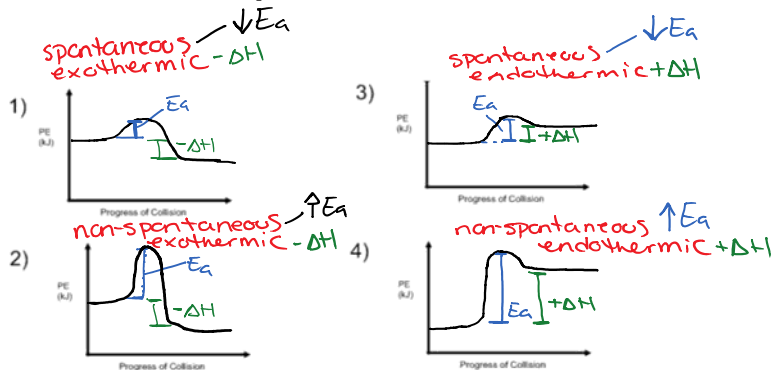 ↓Ea
spontaneous
exothermic -ΔH
1)
Ea
PE
(kJ)
-ΔH
Progress of Collision
non-spontaneous ↑Ea
exothermic -ΔH
2)
Ea
PE
(kJ)
-ΔH
Progress of Collision
↓Ea
spontaneous
endothermic +ΔH
3)
Ea
PE
(kJ)
+ΔH
Progress of Collision
non-spontaneous ↑Ea
endothermic +ΔH
4)
PE
(kJ)
Ea
+ΔH
Progress of Collision